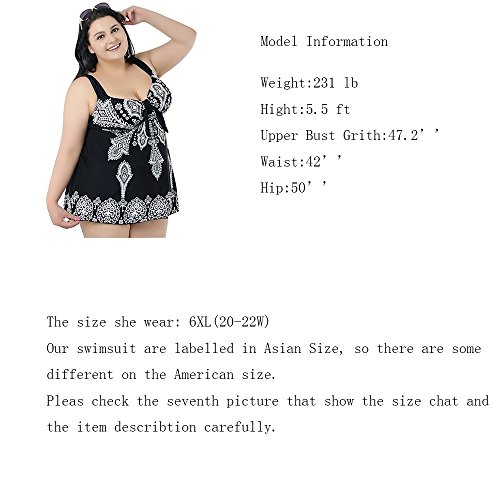 Model Information
Weight:231 lb
Hight:5.5 ft
Upper Bust Grith:47.2’’
Waist:42’’
Hip:50’’
The size she wear: 6XL(20-22W)
Our swimsuit are labelled in Asian Size, so there are some
different on the American size.
Pleas check the seventh picture that show the size chat and
the item describtion carefully.